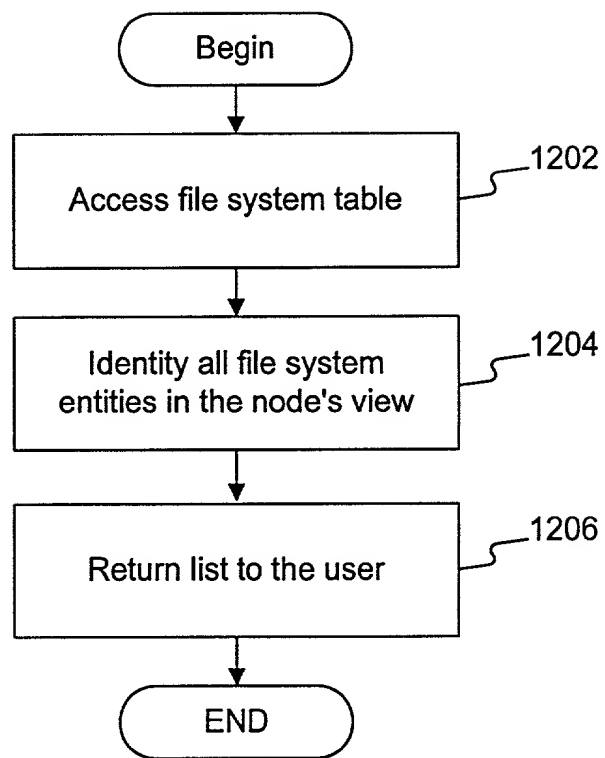 Begin
Access file system table
1202
Identity all file system
entities in the node's view
1204
Return list to the user
1206
END